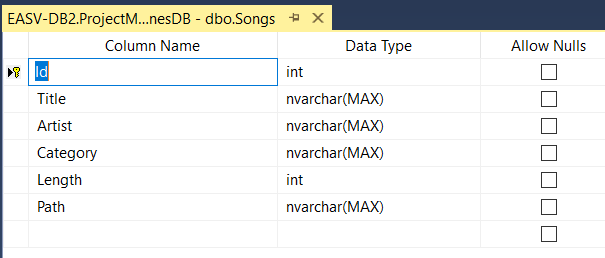 EASV-DB2.ProjectM...nesDB - dbo.Songs
Column Name Data Type Allow Nulls
Id int
Title nvarchar(MAX)
Artist nvarchar(MAX)
Category nvarchar(MAX)
Length int
Path nvarchar(MAX)